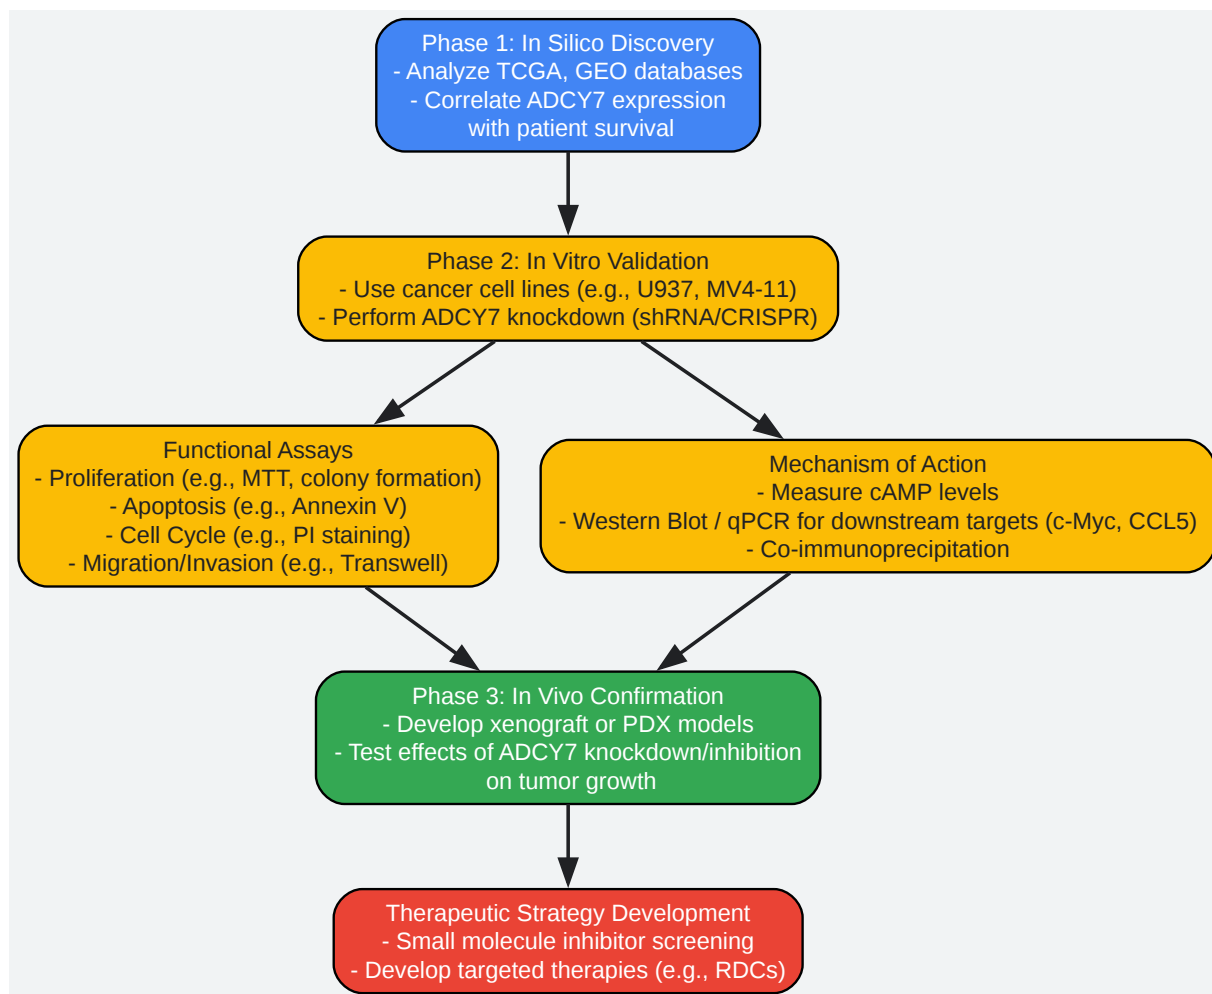 Phase 1: In Silico Discovery
- Analyze TCGA, GEO databases
- Correlate ADCY7 expression
with patient survival
Phase 2: In Vitro Validation
- Use cancer cell lines (e.g., U937, MV4-11)
- Perform ADCY7 knockdown (shRNA/CRISPR)
Functional Assays
- Proliferation (e.g., MTT, colony formation)
- Apoptosis (e.g., Annexin V)
- Cell Cycle (e.g., PI staining)
- Migration/Invasion (e.g., Transwell)
Mechanism of Action
- Measure cAMP levels
- Western Blot / qPCR for downstream targets (c-Myc, CCL5)
- Co-immunoprecipitation
Phase 3: In Vivo Confirmation
- Develop xenograft or PDX models
- Test effects of ADCY7 knockdown/inhibition
on tumor growth
Therapeutic Strategy Development
- Small molecule inhibitor screening
- Develop targeted therapies (e.g., RDCs)